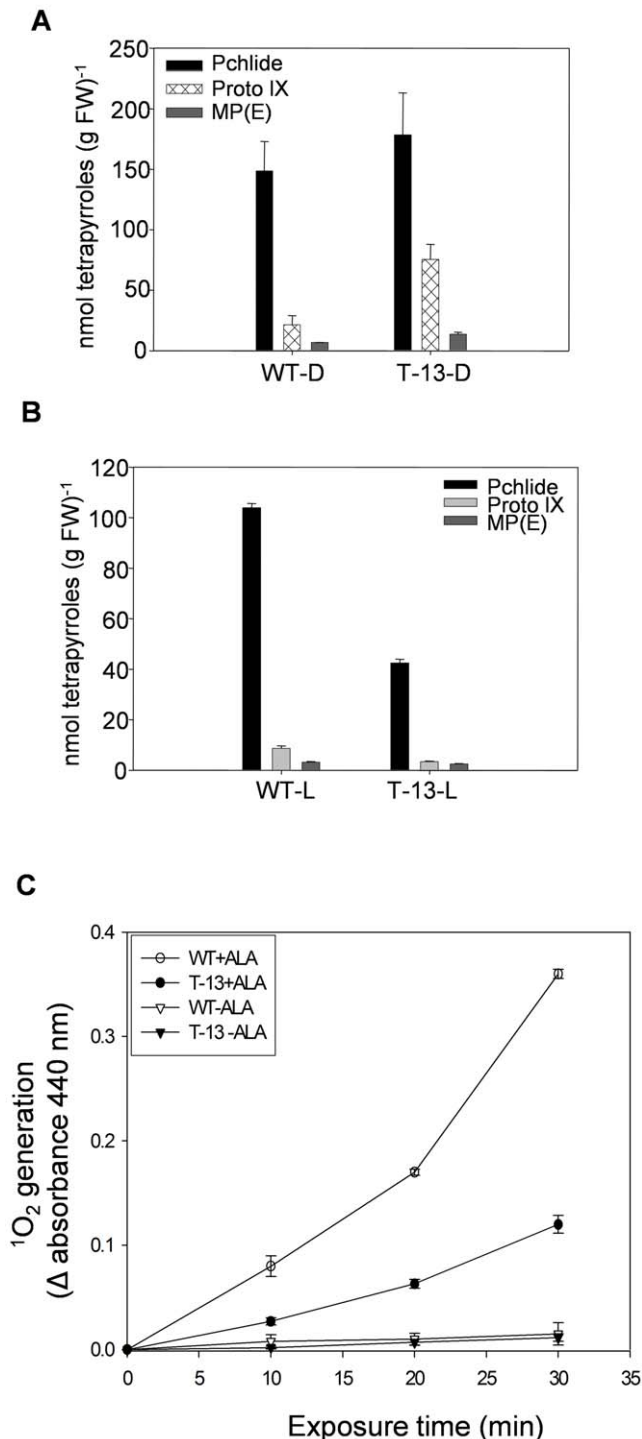 A
250
200
150
100
50
0
nmol tetrapyrroles (g FW)-1
Pchlide
Proto IX
MP(E)
WT-D
T-13-D
B
120
100
80
60
40
20
0
nmol tetrapyrroles (g FW)-1
Pchlide
Proto IX
MP(E)
WT-L
T-13-L
C
0.4
0.3
0.2
0.1
0.0
1O2 generation
(Δ absorbance 440 nm)
WT+ALA
T-13+ALA
WT-ALA
T-13-ALA
0 5 10 15 20 25 30 35
Exposure time (min)